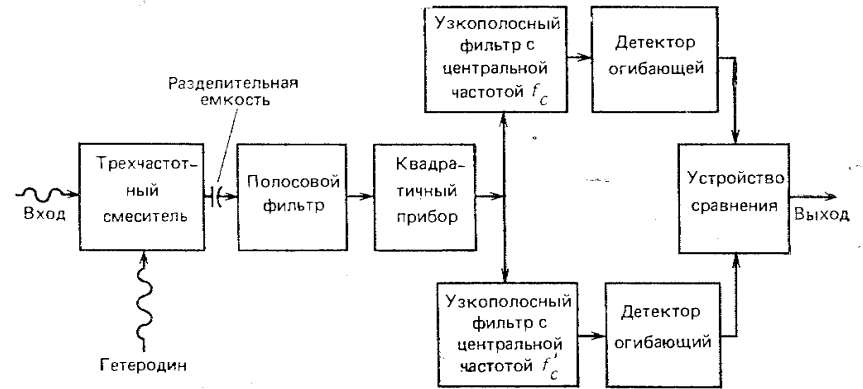 Вход
Трехчастот-
ный
смеситель
Гетеродин
Разделительная
емкость
Полосовой
фильтр
Квадра-
тичный
прибор
Узкополосный
фильтр с
центральной
частотой f_c
Детектор
огибающей
Узкополосный
фильтр с
центральной
частотой f'_c
Детектор
огибающий
Устройство
сравнения
Выход